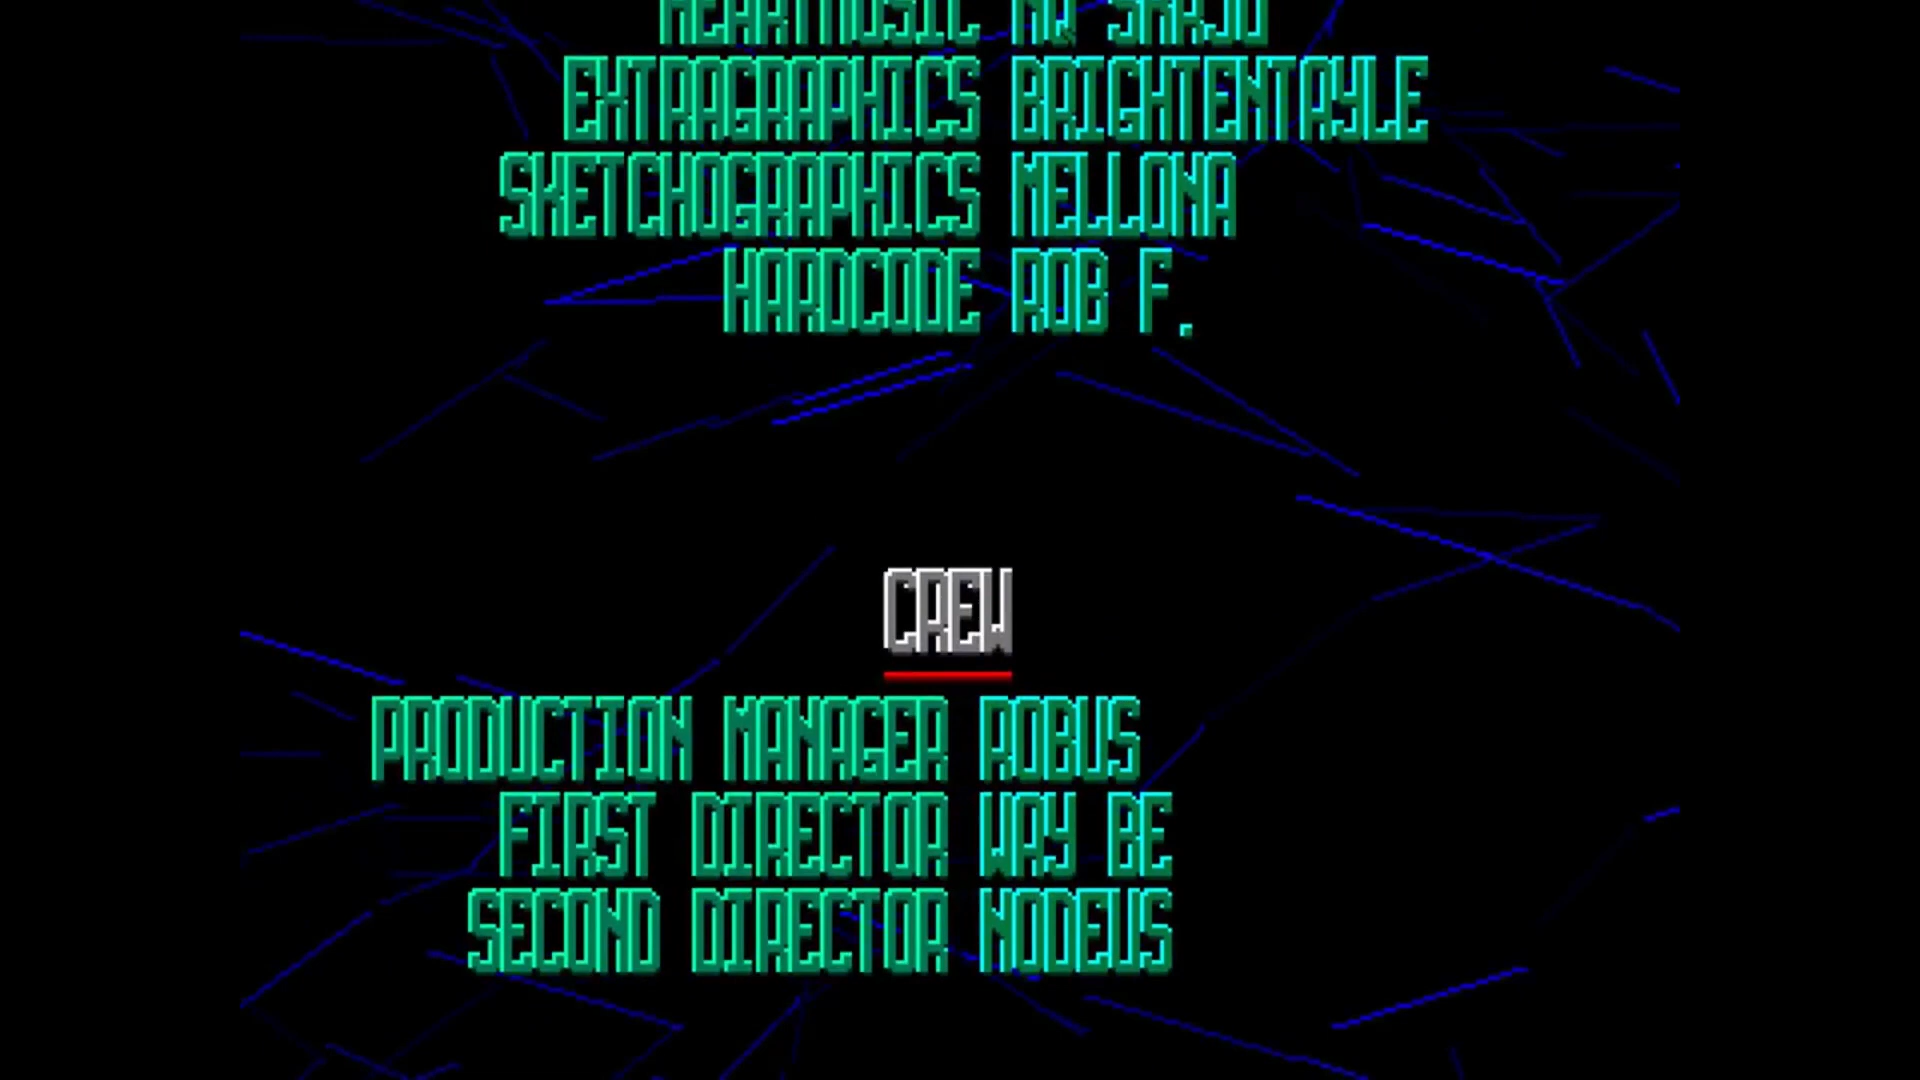 EXTRAGRAPHICS BRIGHTENTAYLE
SKETCHOGRAPHICS MELLONA
HARDCODE ROB F.
CREW
PRODUCTION MANAGER ROBUS
FIRST DIRECTOR WAY BE
SECOND DIRECTOR NODEUS